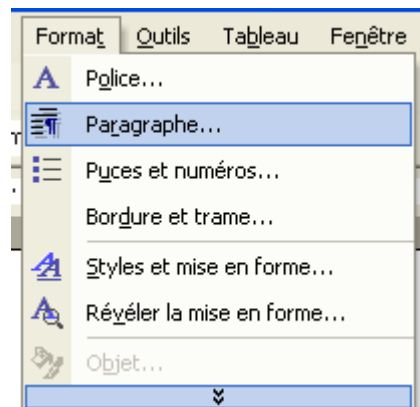 Format Outils Tableau Fenêtre
Police...
Paragraphe...
Puces et numéros...
Bordure et trame...
Styles et mise en forme...
Révéler la mise en forme...
Objet...